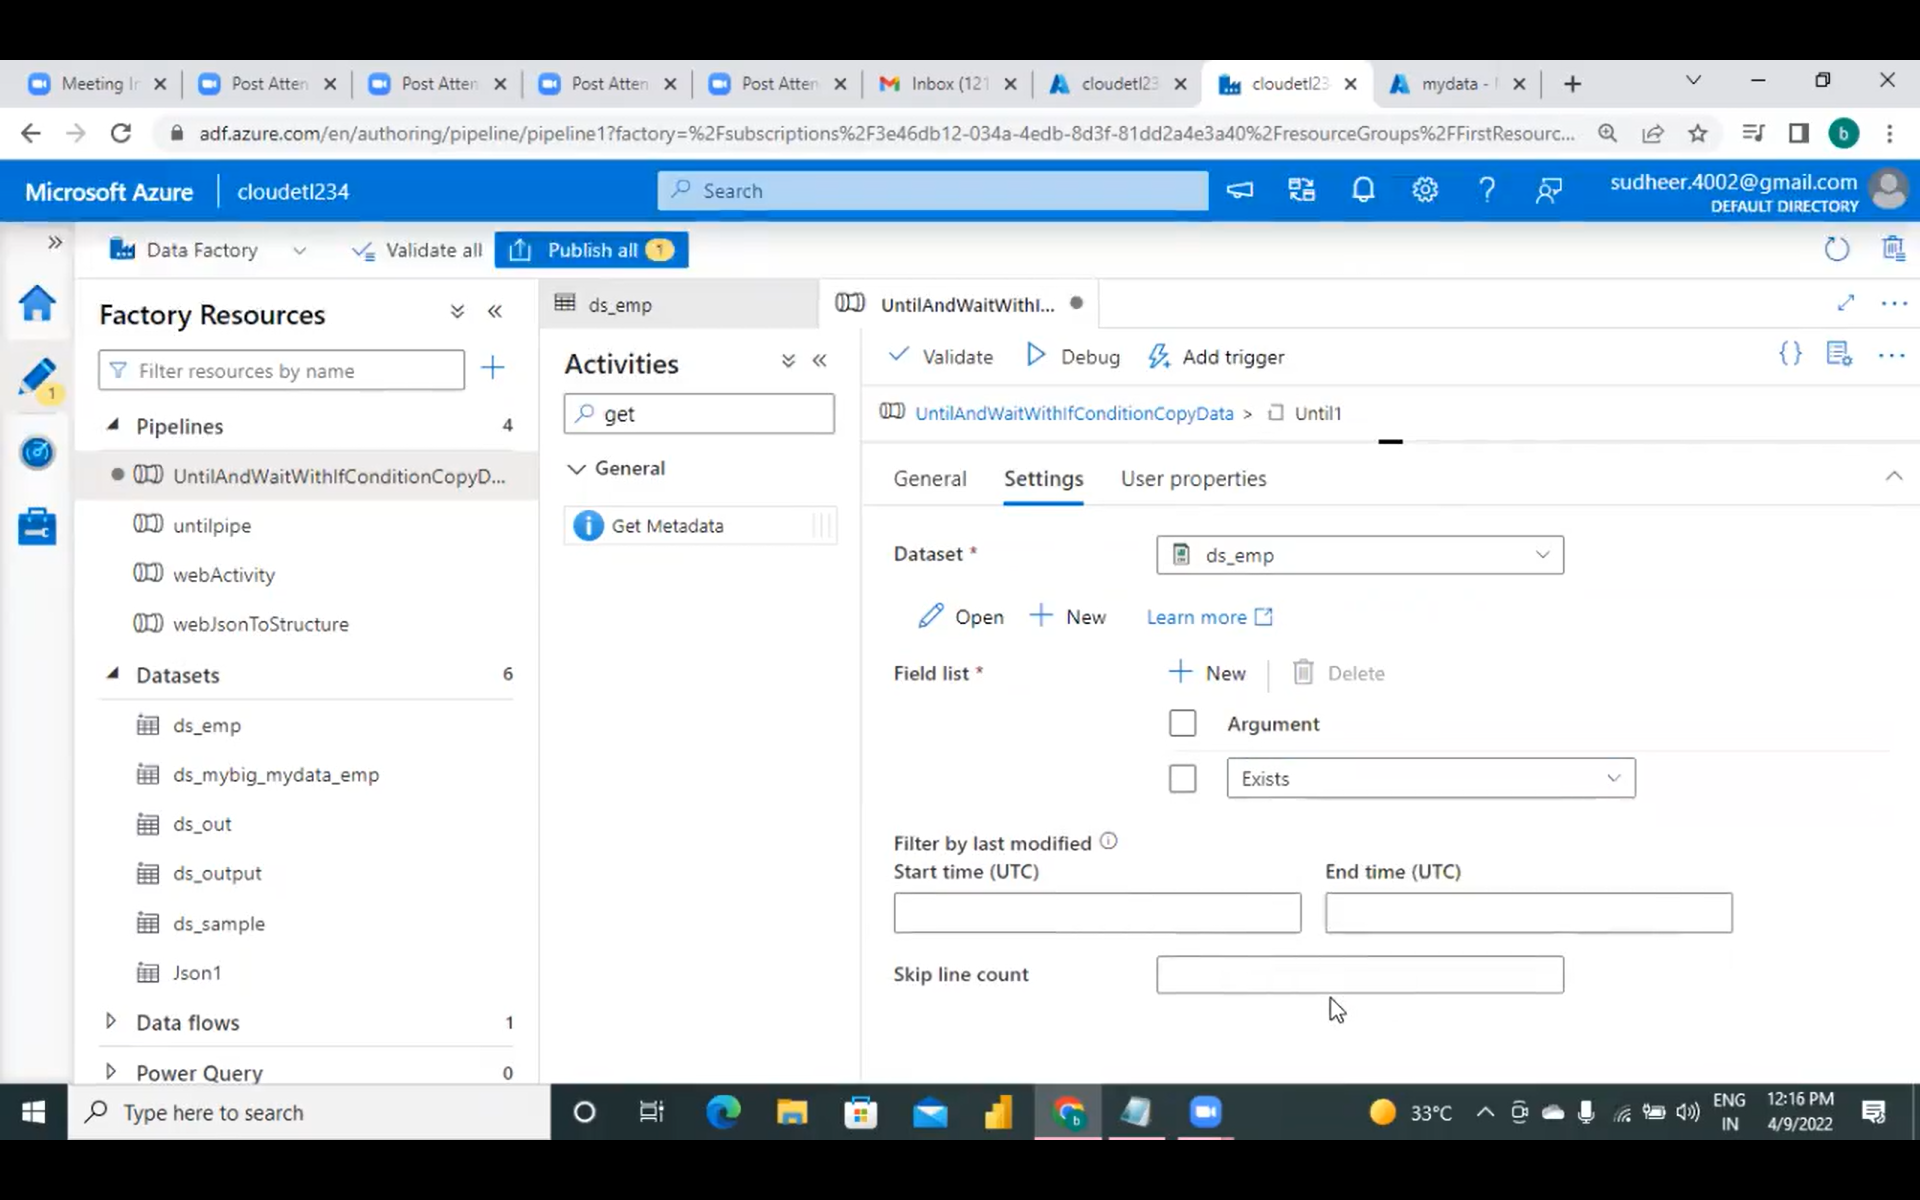 Meeting Ir
Post Atten
Post Atten
Post Atten
Post Atten
Inbox (121
cloudetl23
cloudetl23
mydata -
adf.azure.com/en/authoring/pipeline/pipeline1?factory=%2Fsubscriptions%2F3e46db12-034a-4edb-8d3f-81dd2a4e3a40%2FresourceGroups%2FFirstResourc...
b
Microsoft Azure
cloudetl234
Search
sudheer.4002@gmail.com
DEFAULT DIRECTORY
Data Factory
Validate all
Publish all 1
Factory Resources
Filter resources by name
1
Pipelines 4
UntilAndWaitWithIfConditionCopyD...
untilpipe
webActivity
webJsonToStructure
Datasets 6
ds_emp
ds_mybig_mydata_emp
ds_out
ds_output
ds_sample
Json1
Data flows 1
Power Query 0
ds_emp
UntilAndWaitWithI...
Activities
get
General
Get Metadata
Validate
Debug
Add trigger
UntilAndWaitWithIfConditionCopyData > Until1
General
Settings
User properties
Dataset *
ds_emp
Open
New
Learn more
Field list *
New
Delete
Argument
Exists
Filter by last modified
Start time (UTC)
End time (UTC)
Skip line count
Type here to search
33°C
ENG
IN
12:16 PM
4/9/2022